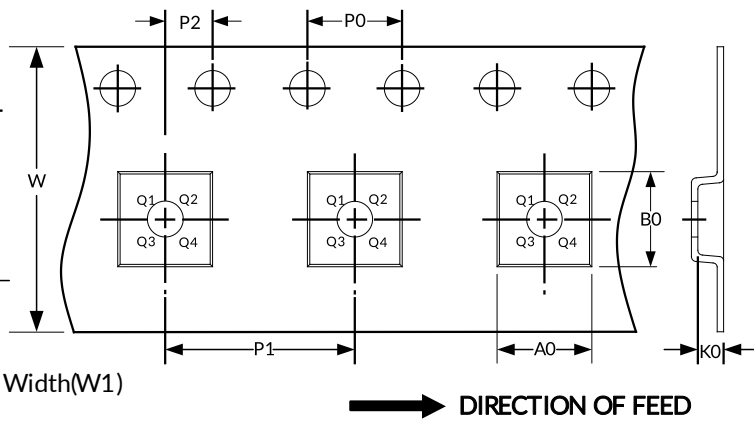 P2 P0
W
Q1 Q2 Q1 Q2 Q1 Q2
B0
Q3 Q4 Q3 Q4 Q3 Q4
P1 A0 K0
Width(W1)
DIRECTION OF FEED